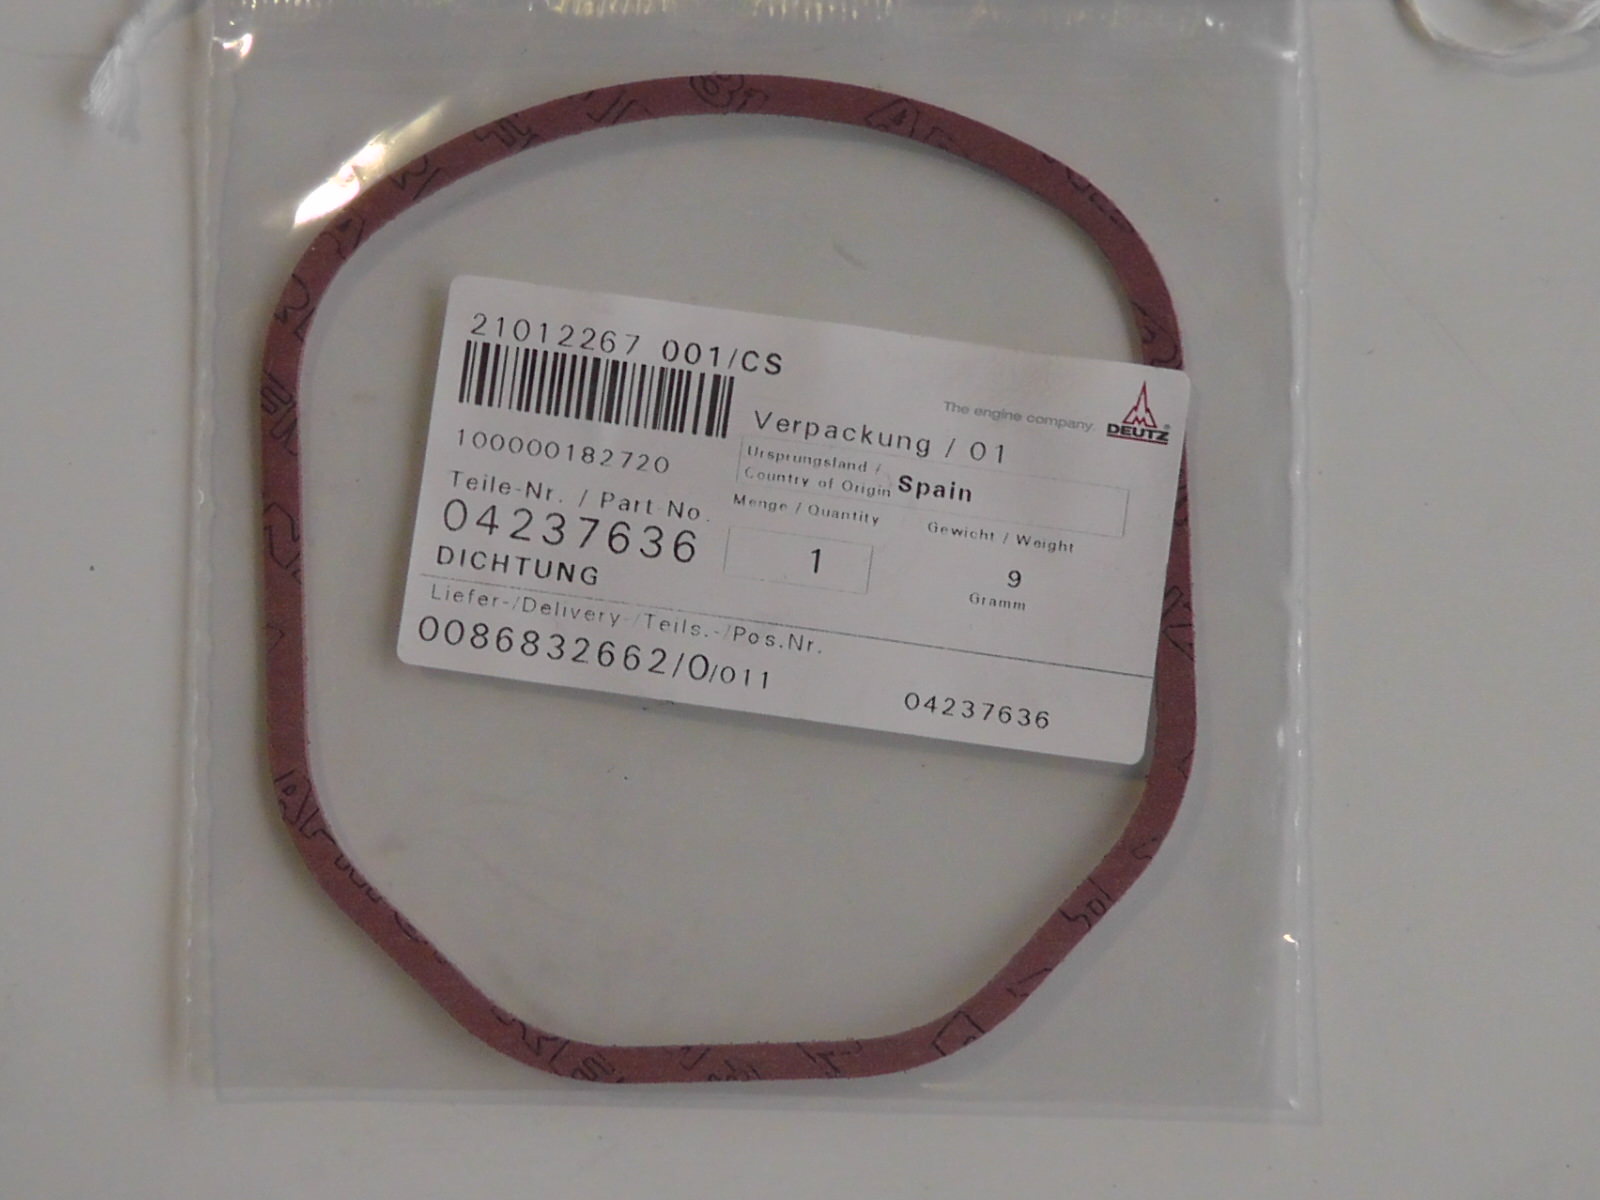 21012267 001/CS
The engine company.
DEUTZ®
Verpackung / 01
100000182720
Ursprungsland /
Country of Origin Spain
Teile-Nr. / Part-No.
04237636
DICHTUNG
Menge / Quantity
1
Gewicht / Weight
9
Gramm
Liefer-/Delivery-/Teils.-/Pos.Nr.
0086832662/0/011
04237636